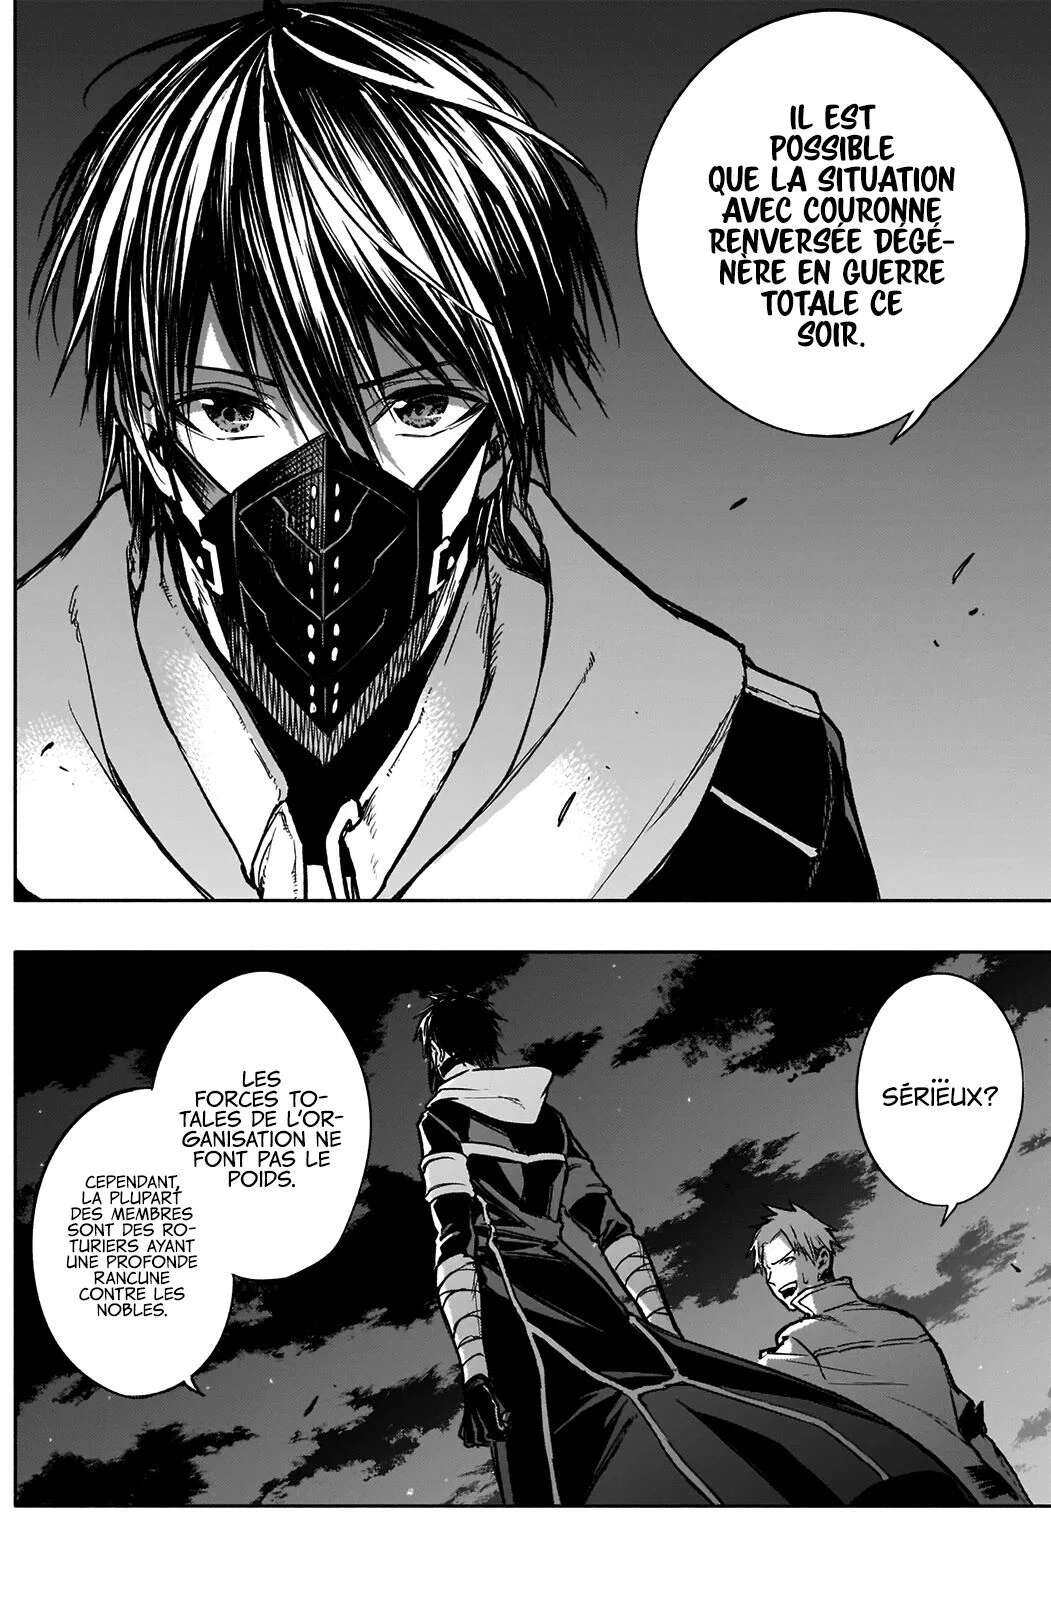 IL EST
POSSIBLE
QUE LA SITUATION
AVEC COURONNE
RENVERSÉE DÉGÉ-
NÈRE EN GUERRE
TOTALE CE
SOIR.
...
SÉRIEUX?
LES
FORCES TO-
TALES DE L'OR-
GANISATION NE
FONT PAS LE
POIDS.
CEPENDANT,
LA PLUPART
DES MEMBRES
SONT DES RO-
TURIERS AYANT
UNE PROFONDE
RANCUNE
CONTRE LES
NOBLES.